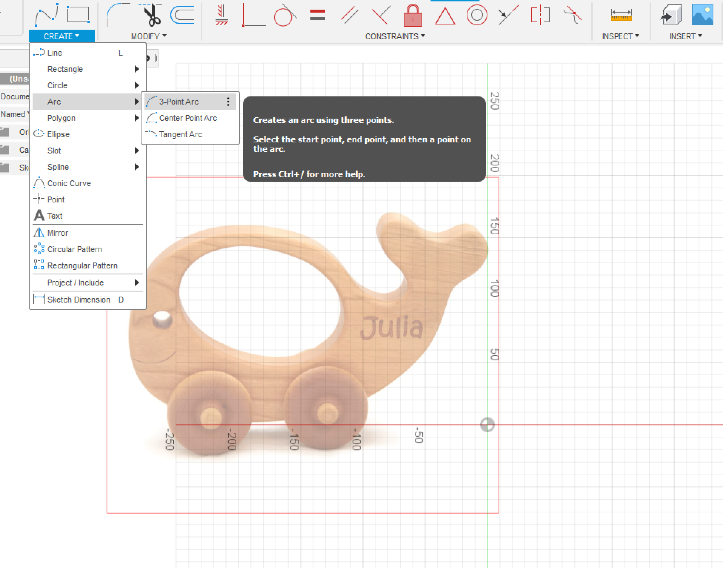 CREATE
MODIFY
CONSTRAINTS
INSPECT
INSERT
Line L
Rectangle
Circle
Arc
Polygon
Ellipse
Slot
Spline
Conic Curve
Point
Text
Mirror
Circular Pattern
Rectangular Pattern
Project / Include
Sketch Dimension D
3-Point Arc
Center Point Arc
Tangent Arc
Creates an arc using three points.
Select the start point, end point, and then a point on
the arc.
Press Ctrl+/ for more help.
(Unsa
Docume
Named V
Ca
Ske
250
200
150
100
50
Julia
-250
-200
-150
-100
-50